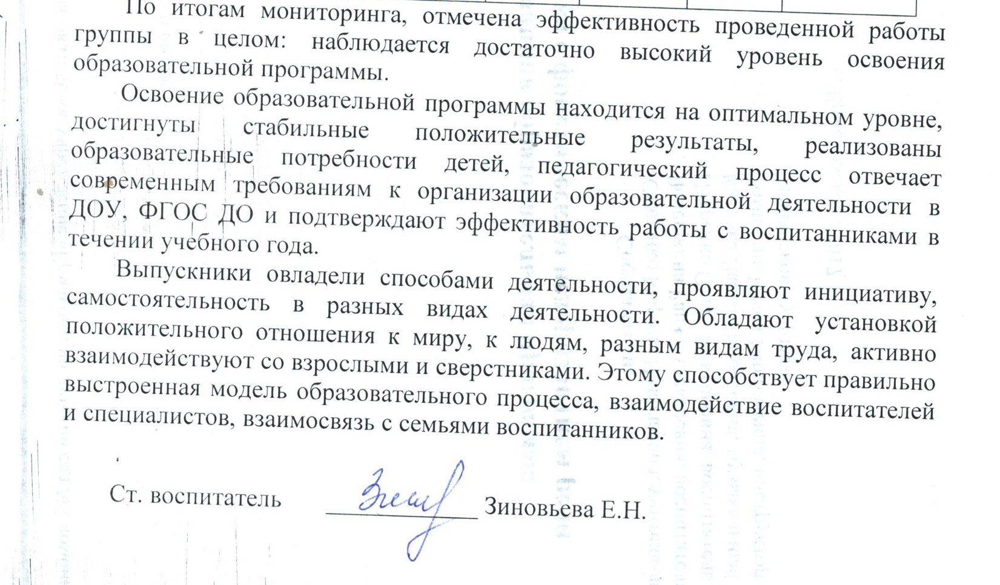 По итогам мониторинга, отмечена эффективность проведенной работы
группы в целом: наблюдается достаточно высокий уровень освоения
образовательной программы.
Освоение образовательной программы находится на оптимальном уровне,
достигнуты стабильные положительные результаты, реализованы
образовательные потребности детей, педагогический процесс отвечает
современным требованиям к организации образовательной деятельности в
ДОУ, ФГОС ДО и подтверждают эффективность работы с воспитанниками в
течении учебного года.
Выпускники овладели способами деятельности, проявляют инициативу,
самостоятельность в разных видах деятельности. Обладают установкой
положительного отношения к миру, к людям, разным видам труда, активно
взаимодействуют со взрослыми и сверстниками. Этому способствует правильно
выстроенная модель образовательного процесса, взаимодействие воспитателей
и специалистов, взаимосвязь с семьями воспитанников.
Ст. воспитатель Зиновьева Е.Н.